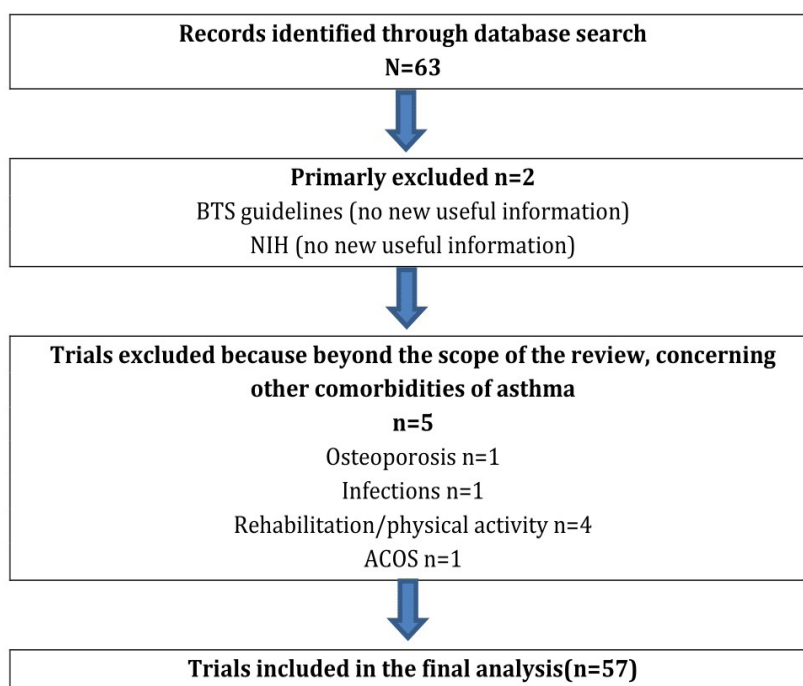 Records identified through database search
N=63
Primarily excluded n=2
BTS guidelines (no new useful information)
NIH (no new useful information)
Trials excluded because beyond the scope of the review, concerning
other comorbidities of asthma
n=5
Osteoporosis n=1
Infections n=1
Rehabilitation/physical activity n=4
ACOS n=1
Trials included in the final analysis(n=57)